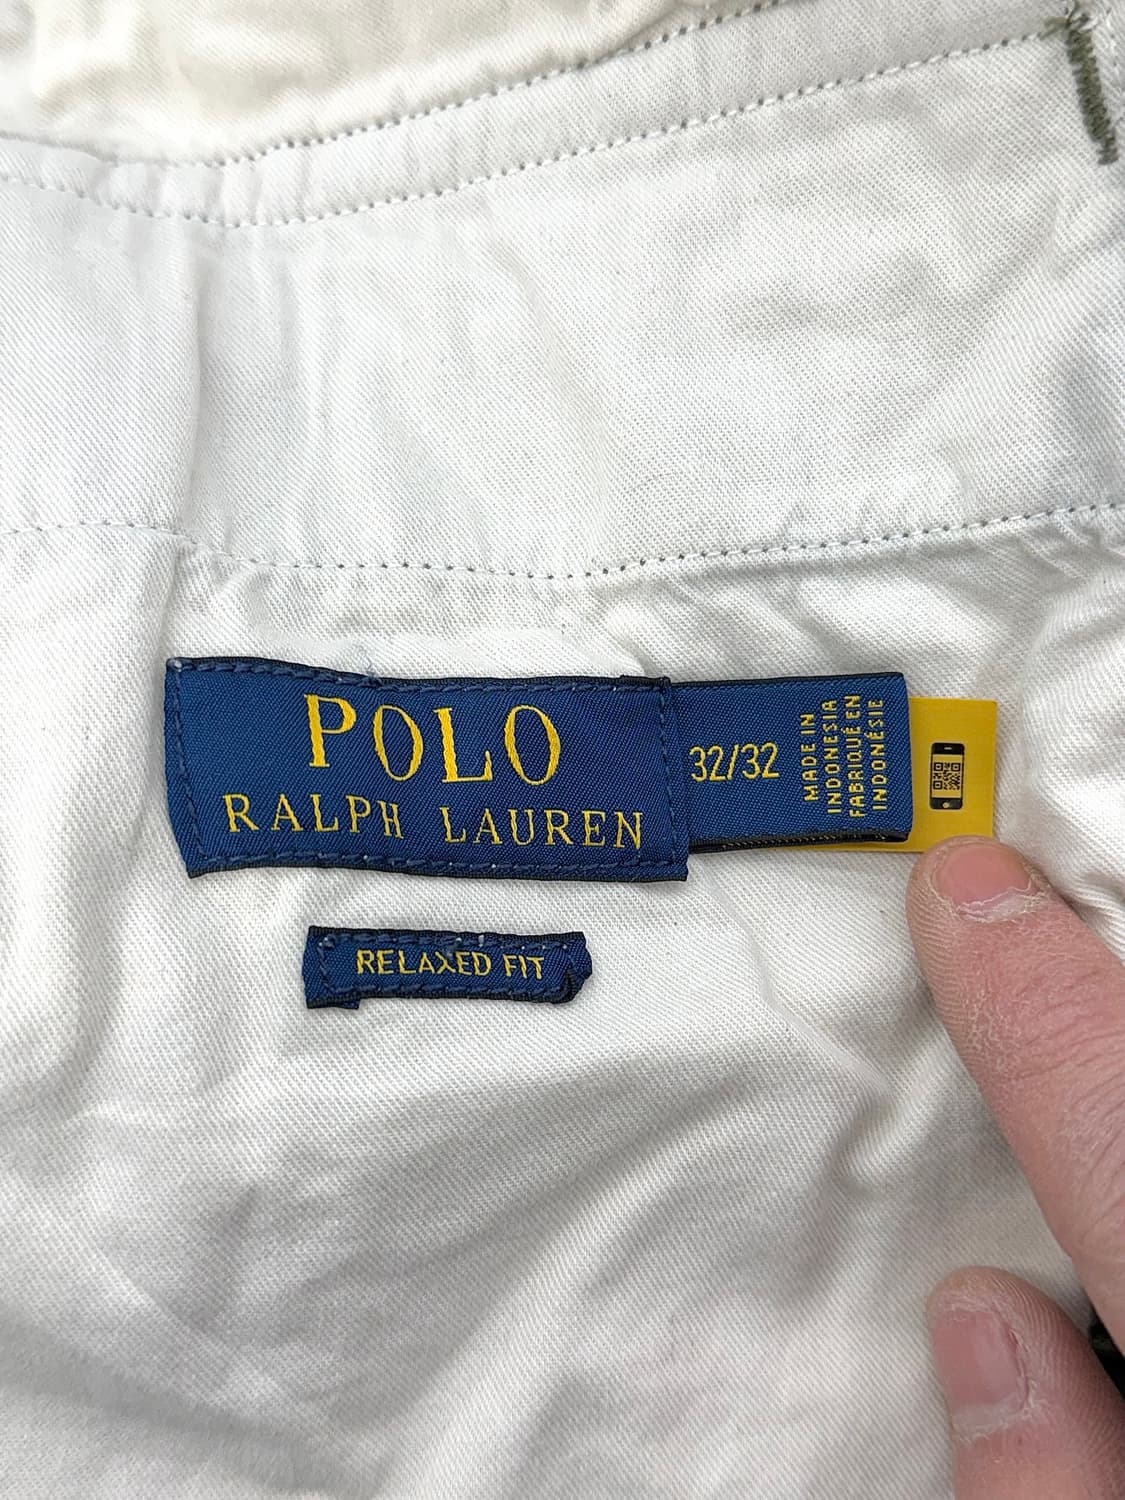 POLO
RALPH LAUREN
32/32
MADE IN
INDONESIA
FABRIQUÉ EN
INDONÉSIE
RELAXED FIT